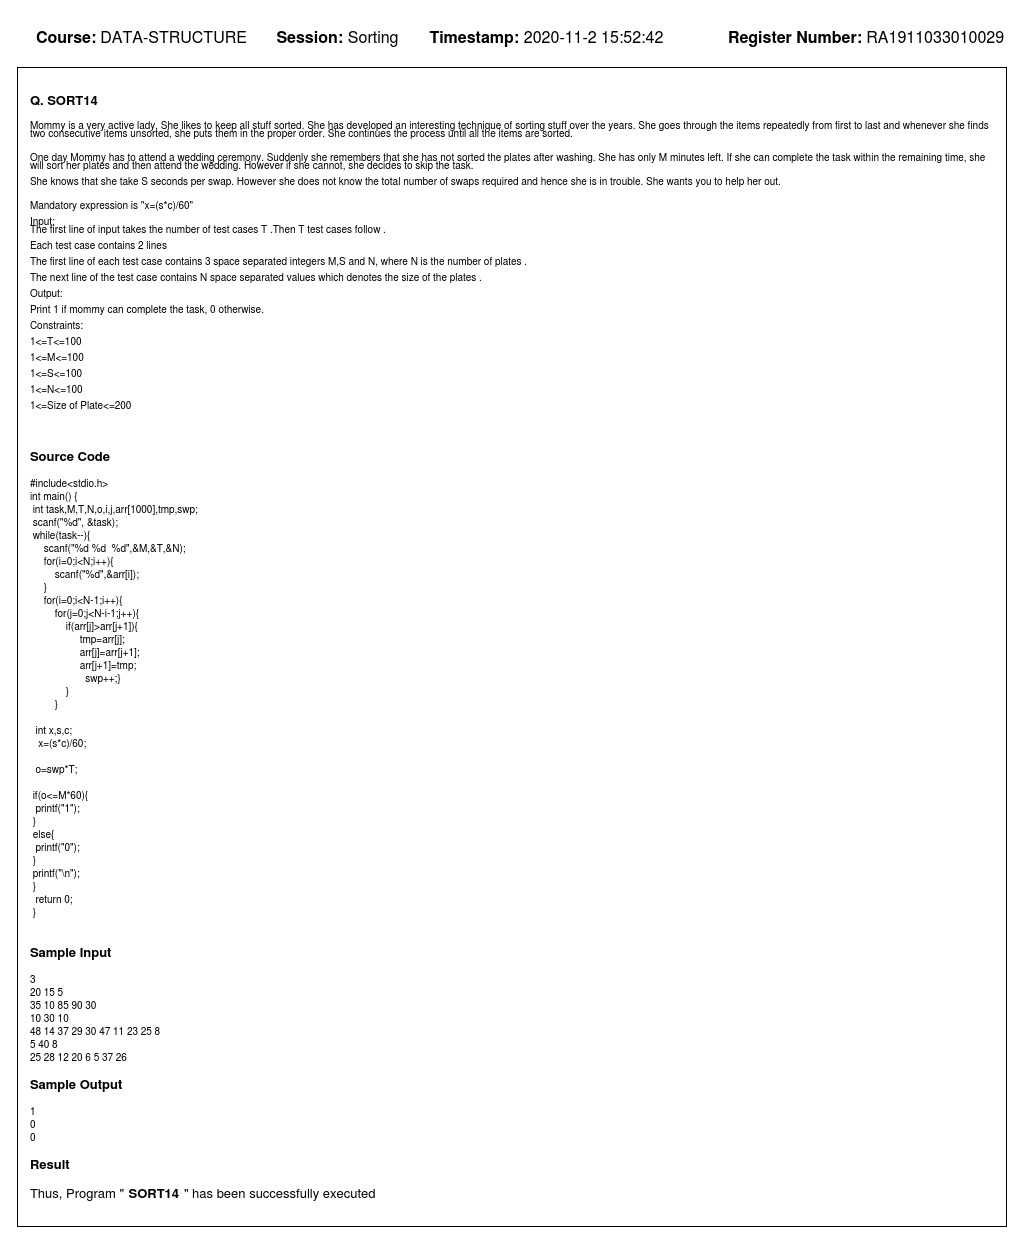 Course: DATA-STRUCTURE Session: Sorting Timestamp: 2020-11-2 15:52:42 Register Number: RA1911033010029
Q. SORT14
Mommy is a very active lady. She likes to keep all stuff sorted. She has developed an interesting technique of sorting stuff over the years. She goes through the items repeatedly from first to last and whenever she finds
two consecutive items unsorted, she puts them in the proper order. She continues the process until all the items are sorted.
One day Mommy has to attend a wedding ceremony. Suddenly she remembers that she has not sorted the plates after washing. She has only M minutes left. If she can complete the task within the remaining time, she
will sort her plates and then attend the wedding. However if she cannot, she decides to skip the task.
She knows that she take S seconds per swap. However she does not know the total number of swaps required and hence she is in trouble. She wants you to help her out.
Mandatory expression is "x=(s*c)/60"
Input:
The first line of input takes the number of test cases T .Then T test cases follow .
Each test case contains 2 lines
The first line of each test case contains 3 space separated integers M,S and N, where N is the number of plates .
The next line of the test case contains N space separated values which denotes the size of the plates .
Output:
Print 1 if mommy can complete the task, 0 otherwise.
Constraints:
1<=T<=100
1<=M<=100
1<=S<=100
1<=N<=100
1<=Size of Plate<=200
Source Code
#include<stdio.h>
int main() {
int task,M,T,N,o,i,j,arr[1000],tmp,swp;
scanf("%d", &task);
while(task--){
scanf("%d %d  %d",&M,&T,&N);
for(i=0;i<N;i++){
scanf("%d",&arr[i]);
}
for(i=0;i<N-1;i++){
for(j=0;j<N-i-1;j++){
if(arr[j]>arr[j+1]){
tmp=arr[j];
arr[j]=arr[j+1];
arr[j+1]=tmp;
swp++;}
}
}
int x,s,c;
x=(s*c)/60;
o=swp*T;
if(o<=M*60){
printf("1");
}
else{
printf("0");
}
printf("\n");
}
return 0;
}
Sample Input
3
20 15 5
35 10 85 90 30
10 30 10
48 14 37 29 30 47 11 23 25 8
5 40 8
25 28 12 20 6 5 37 26
Sample Output
1
0
0
Result
Thus, Program " SORT14 " has been successfully executed